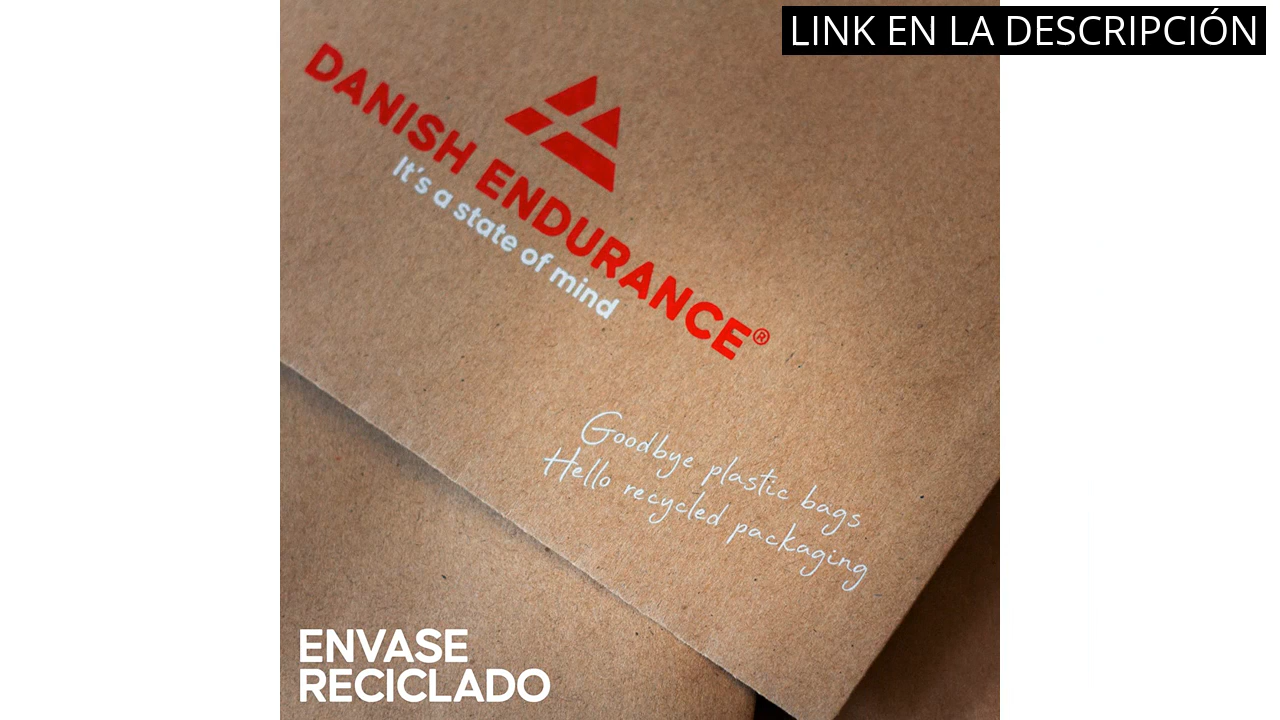 LINK EN LA DESCRIPCIÓN
DANISH ENDURANCE®
It's a state of mind
Goodbye plastic bags
Hello recycled packaging
ENVASE
RECICLADO